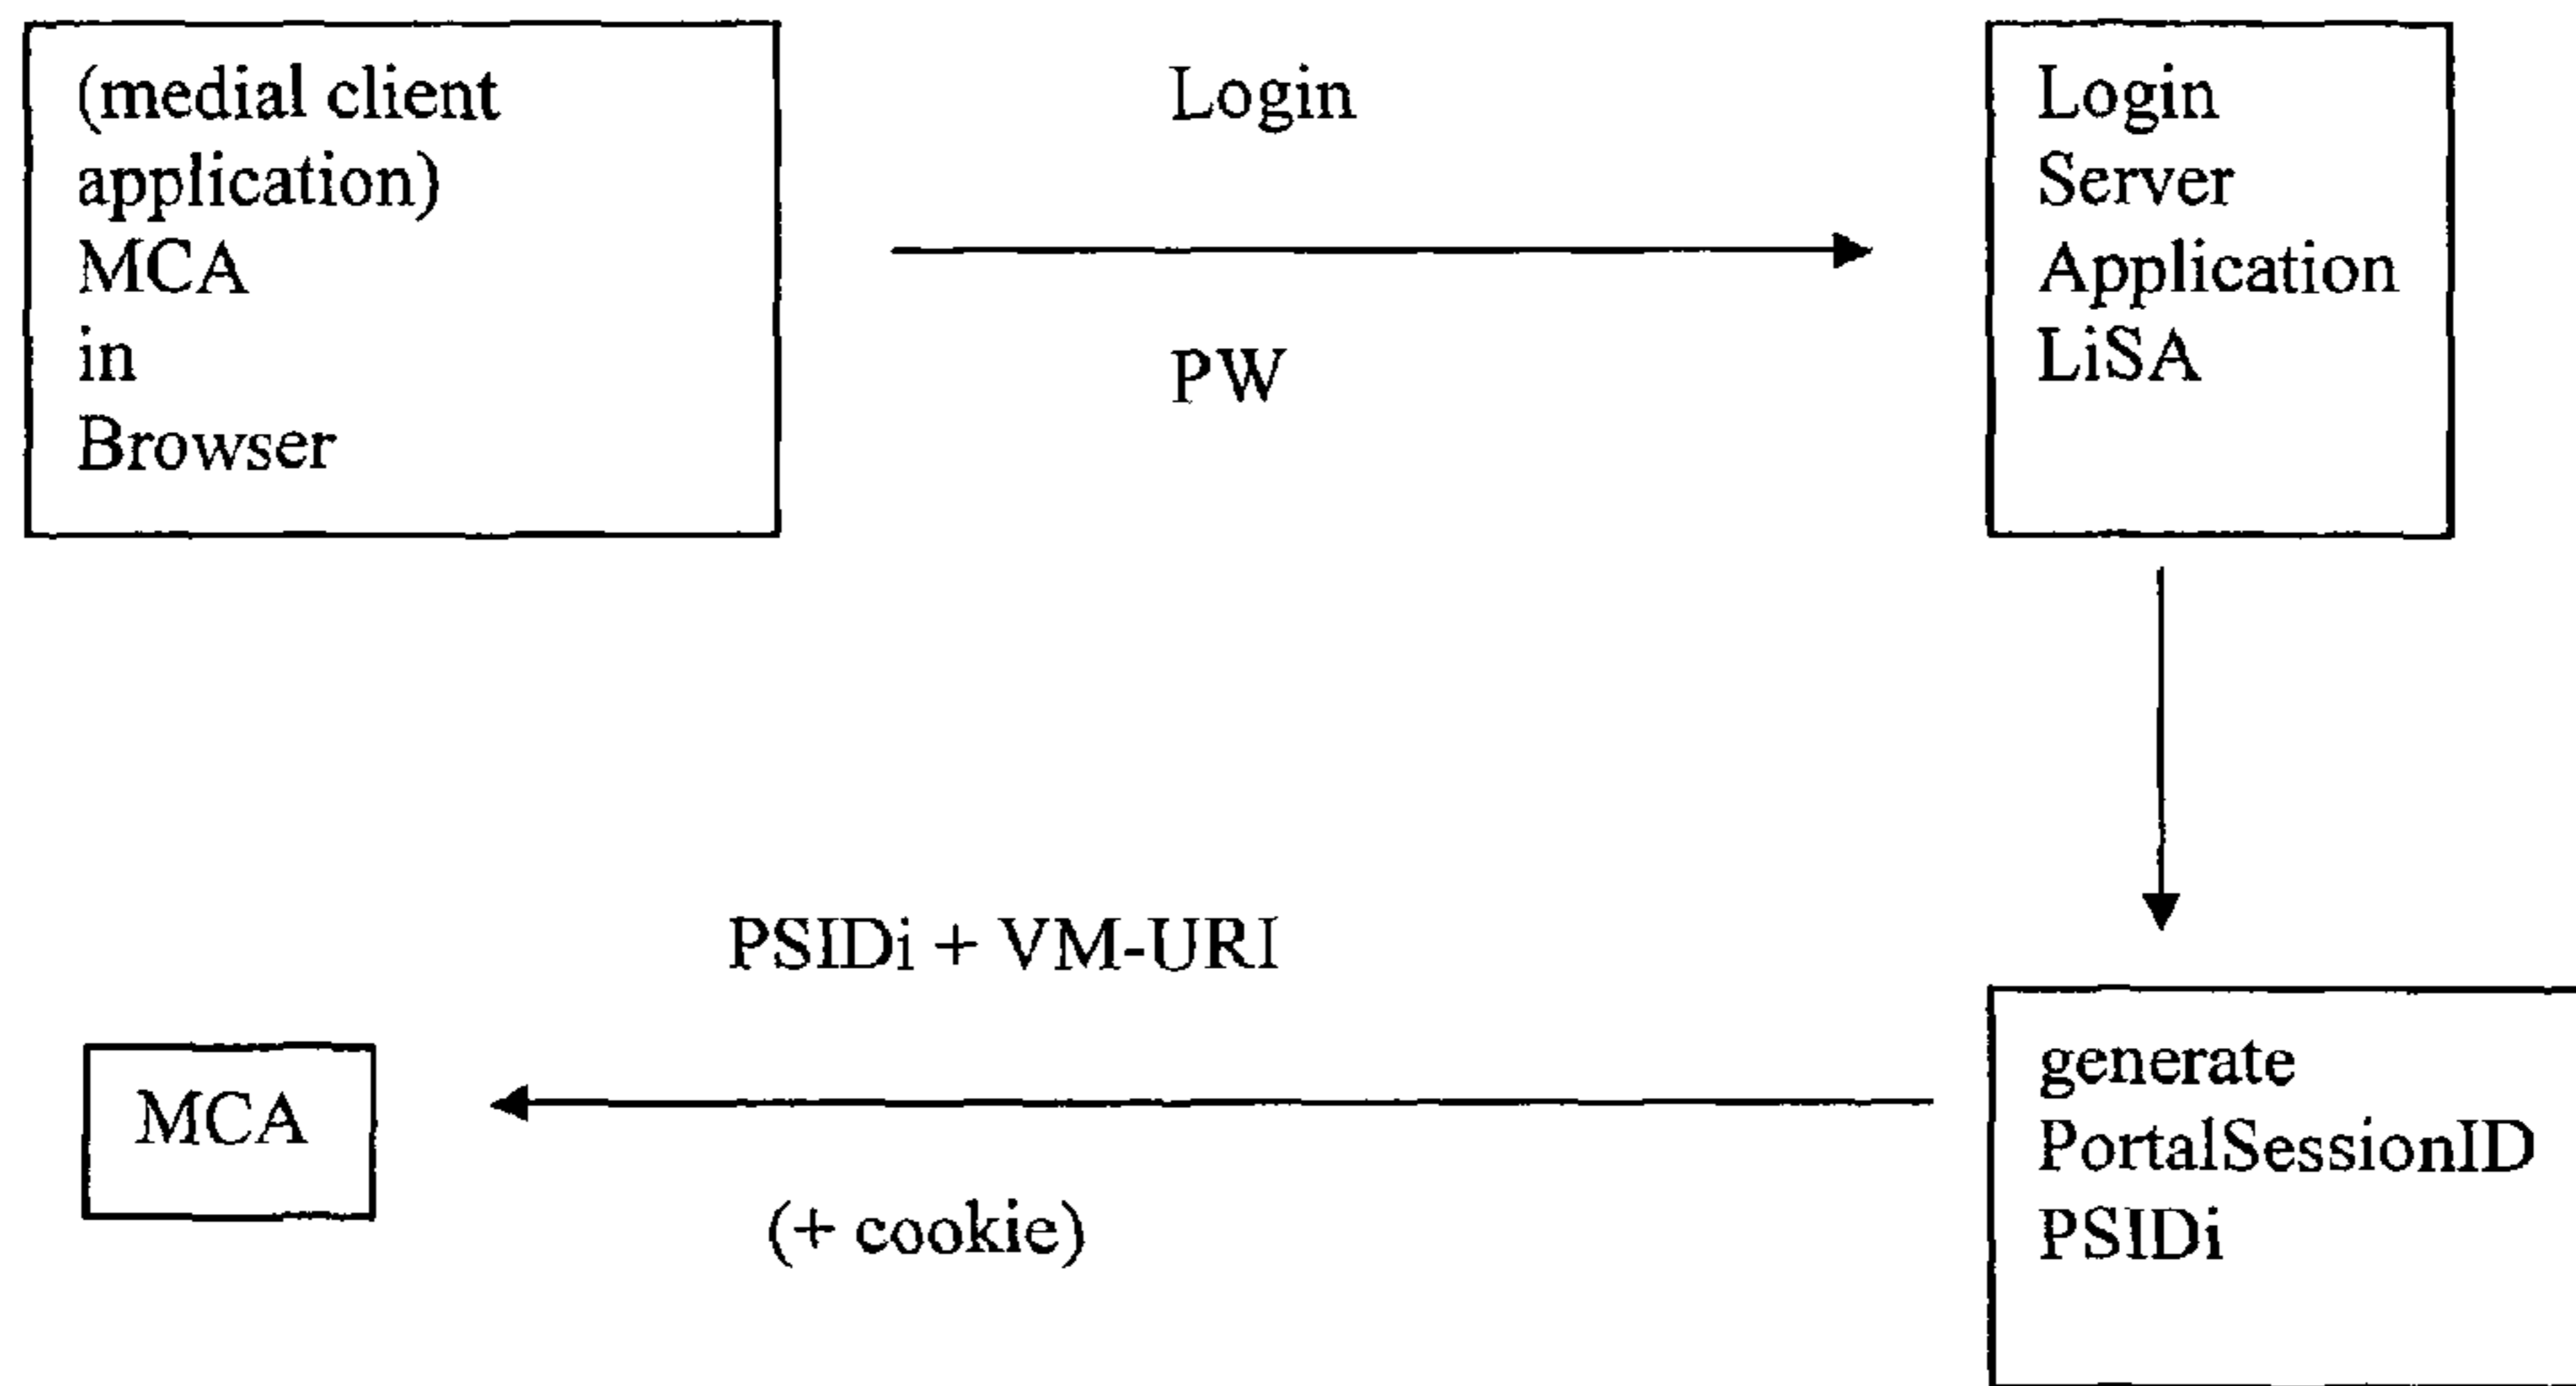 (medial client
application)
MCA
in
Browser
Login
PW
Login
Server
Application
LiSA
PSIDi + VM-URI
(+ cookie)
MCA
generate
PortalSessionID
PSIDi